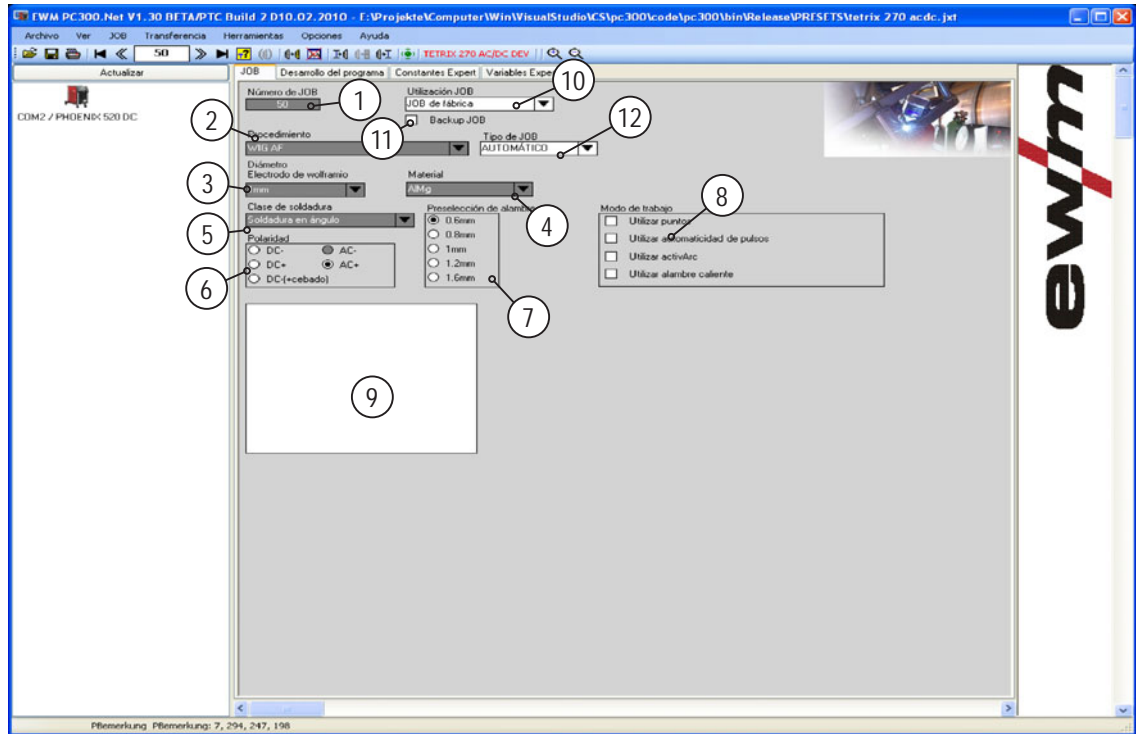 EWM PC300.Net V1.30 BETA/PTC Build 2 D10.02.2010 - E:\Projekte\Computer\Win\VisualStudio\CS\pc300\code\pc300\bin\Release\PRESETS\tetrix 270 acdc.jxt
Archivo Ver JOB Transferencia Herramientas Opciones Ayuda
50 TETRIX 270 AC/DC DEV
Actualizar
COM2 / PHOENIX 520 DC
JOB Desarrollo del programa Constantes Expert Variables
Número de JOB Utilización JOB
50 1 JOB de fábrica 10
11 Backup JOB
2 Procedimiento Tipo de JOB 12
WIG AF AUTOMÁTICO
Diámetro
Electrodo de wolframio Material
3 1mm AlMg 4
Clase de soldadura Preselección de alambre Modo de trabajo
5 Soldadura en ángulo 0.6mm Utilizar puntos 8
Polaridad 0.8mm Utilizar automaticidad de pulsos
DC- AC- 1mm Utilizar activArc
6 DC+ AC+ 1.2mm Utilizar alambre caliente
DC-(+cebado) 1.6mm 7
9
ewm
PBemerkung PBemerkung: 7, 294, 247, 198